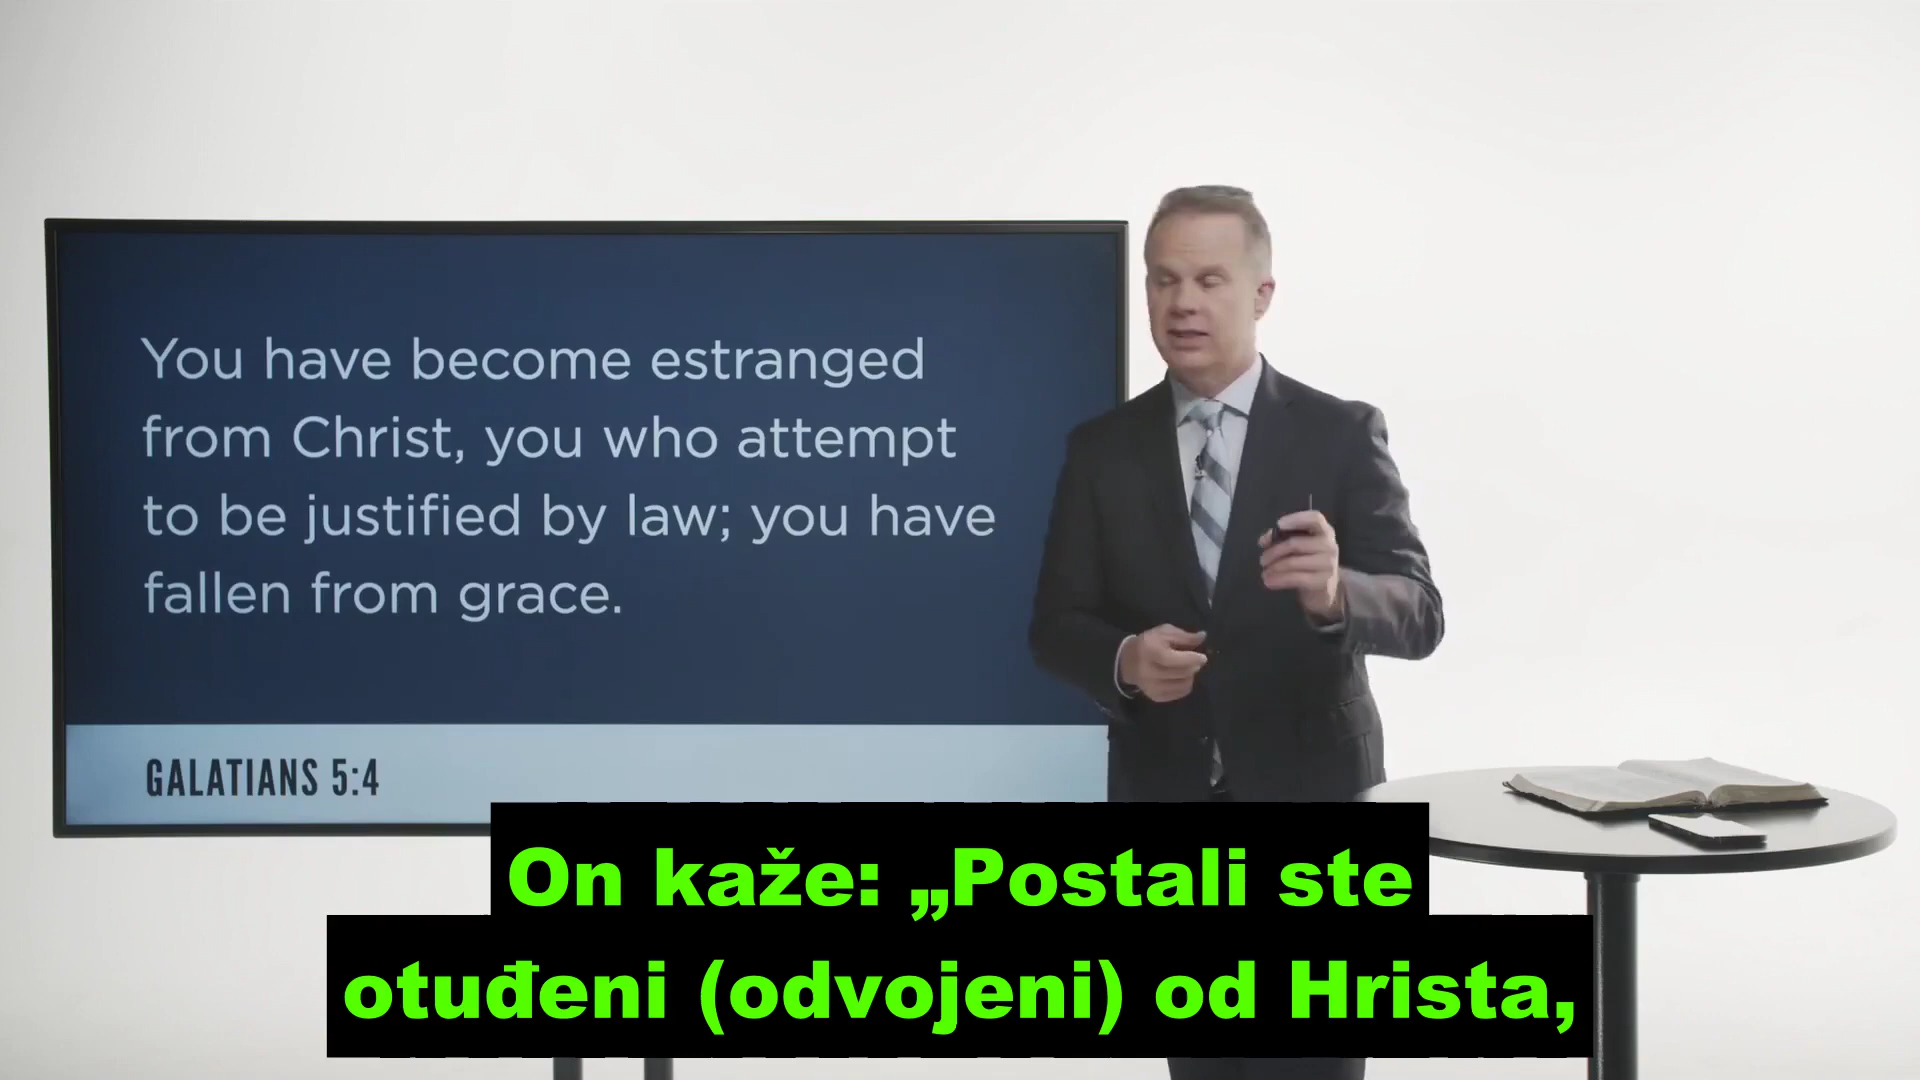 You have become estranged
from Christ, you who attempt
to be justified by law; you have
fallen from grace.
GALATIANS 5:4
On kaže: „Postali ste
otuđeni (odvojeni) od Hrista,